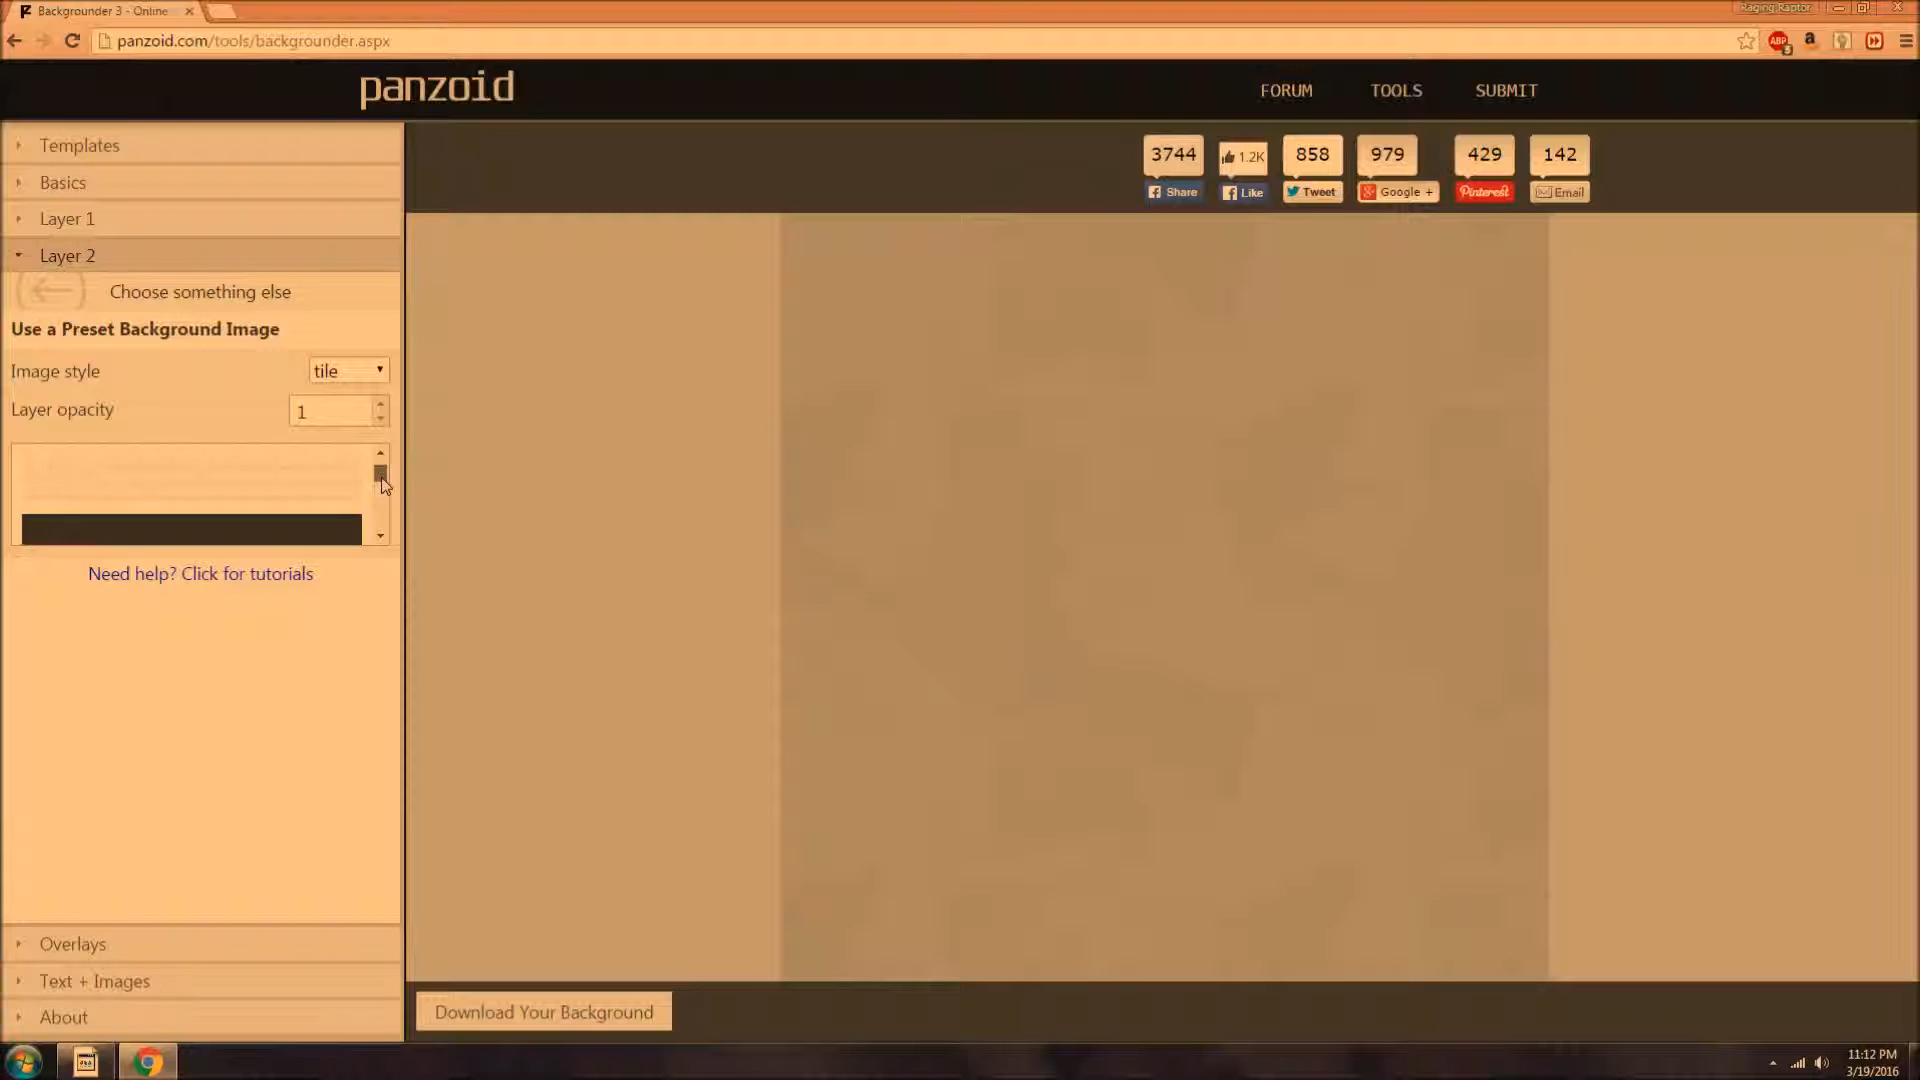 Backgrounder 3 - Online
Raging Raptor
panzoid.com/tools/backgrounder.aspx
ABP
5
a
panzoid
FORUM
TOOLS
SUBMIT
Templates
Basics
Layer 1
Layer 2
Choose something else
Use a Preset Background Image
Image style
tile
Layer opacity
1
Need help? Click for tutorials
3744
1.2K
858
979
429
142
Share
Like
Tweet
Google +
Pinterest
Email
Overlays
Text + Images
About
Download Your Background
11:12 PM
3/19/2016